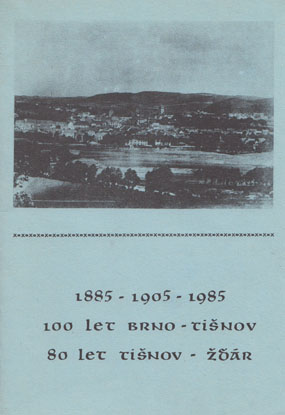 1885 - 1905 - 1985
100 let Brno - Tišnov
80 let Tišnov - Žďár